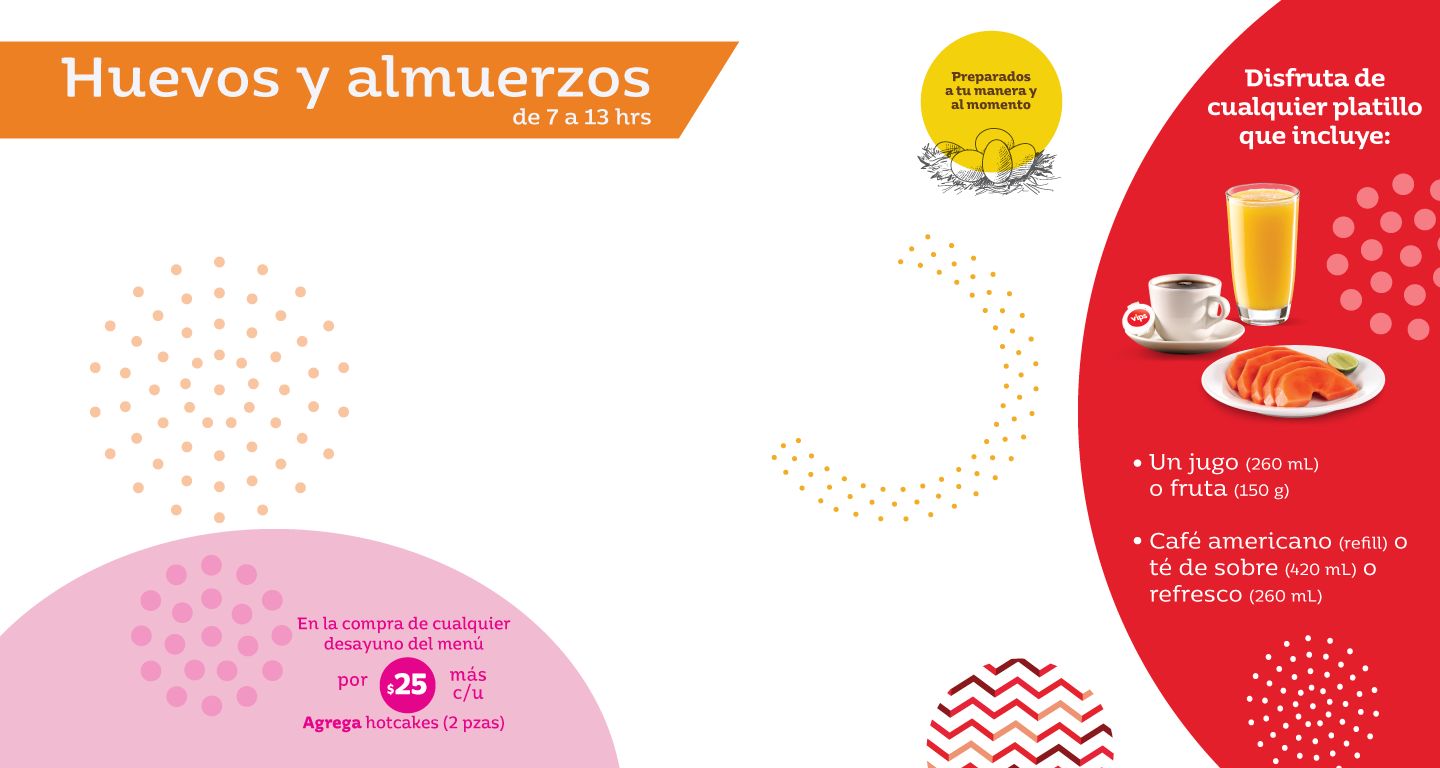 Huevos y almuerzos
de 7 a 13 hrs
Preparados
a tu manera y
al momento
Disfruta de
cualquier platillo
que incluye:
vips
• Un jugo (260 mL)
o fruta (150 g)
• Café americano (refill) o
té de sobre (420 mL) o
refresco (260 mL)
En la compra de cualquier
desayuno del menú
por $25 más
c/u
Agrega hotcakes (2 pzas)